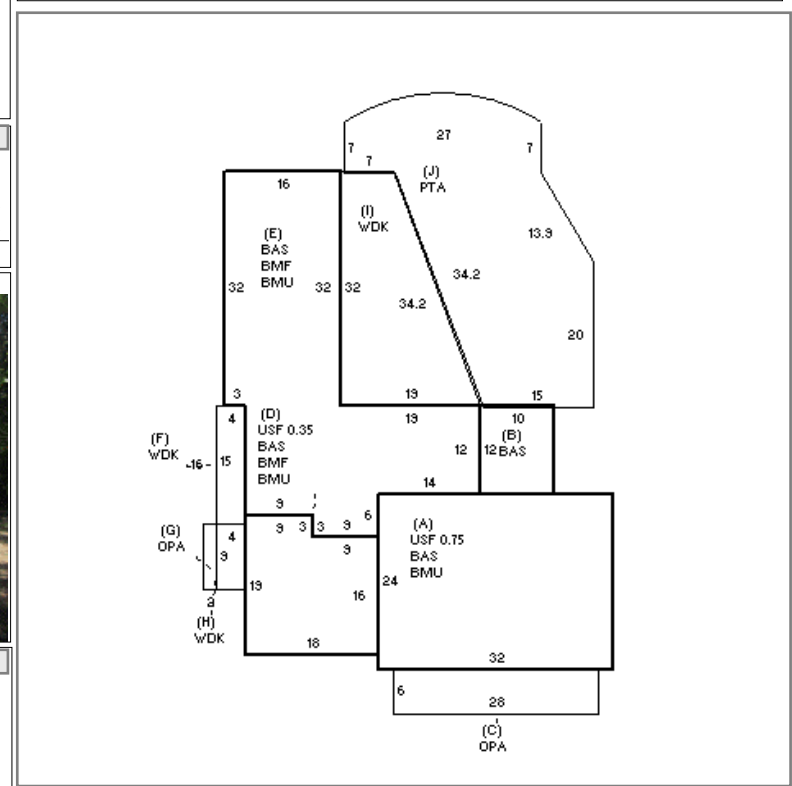 27
7
7
7
(J)
PTA
16
(I)
WDK
(E)
BAS
BMF
BMU
13.9
34.2
32
32
32
34.2
20
3
19
15
4
(D)
USF 0.35
BAS
BMF
BMU
19
10
(F)
WDK
(B)
BAS
12
12
16
15
14
9
(G)
OPA
4
9
3
3
9
6
(A)
USF 0.75
BAS
BMU
9
9
19
16
24
(H)
WDK
18
32
6
28
(C)
OPA